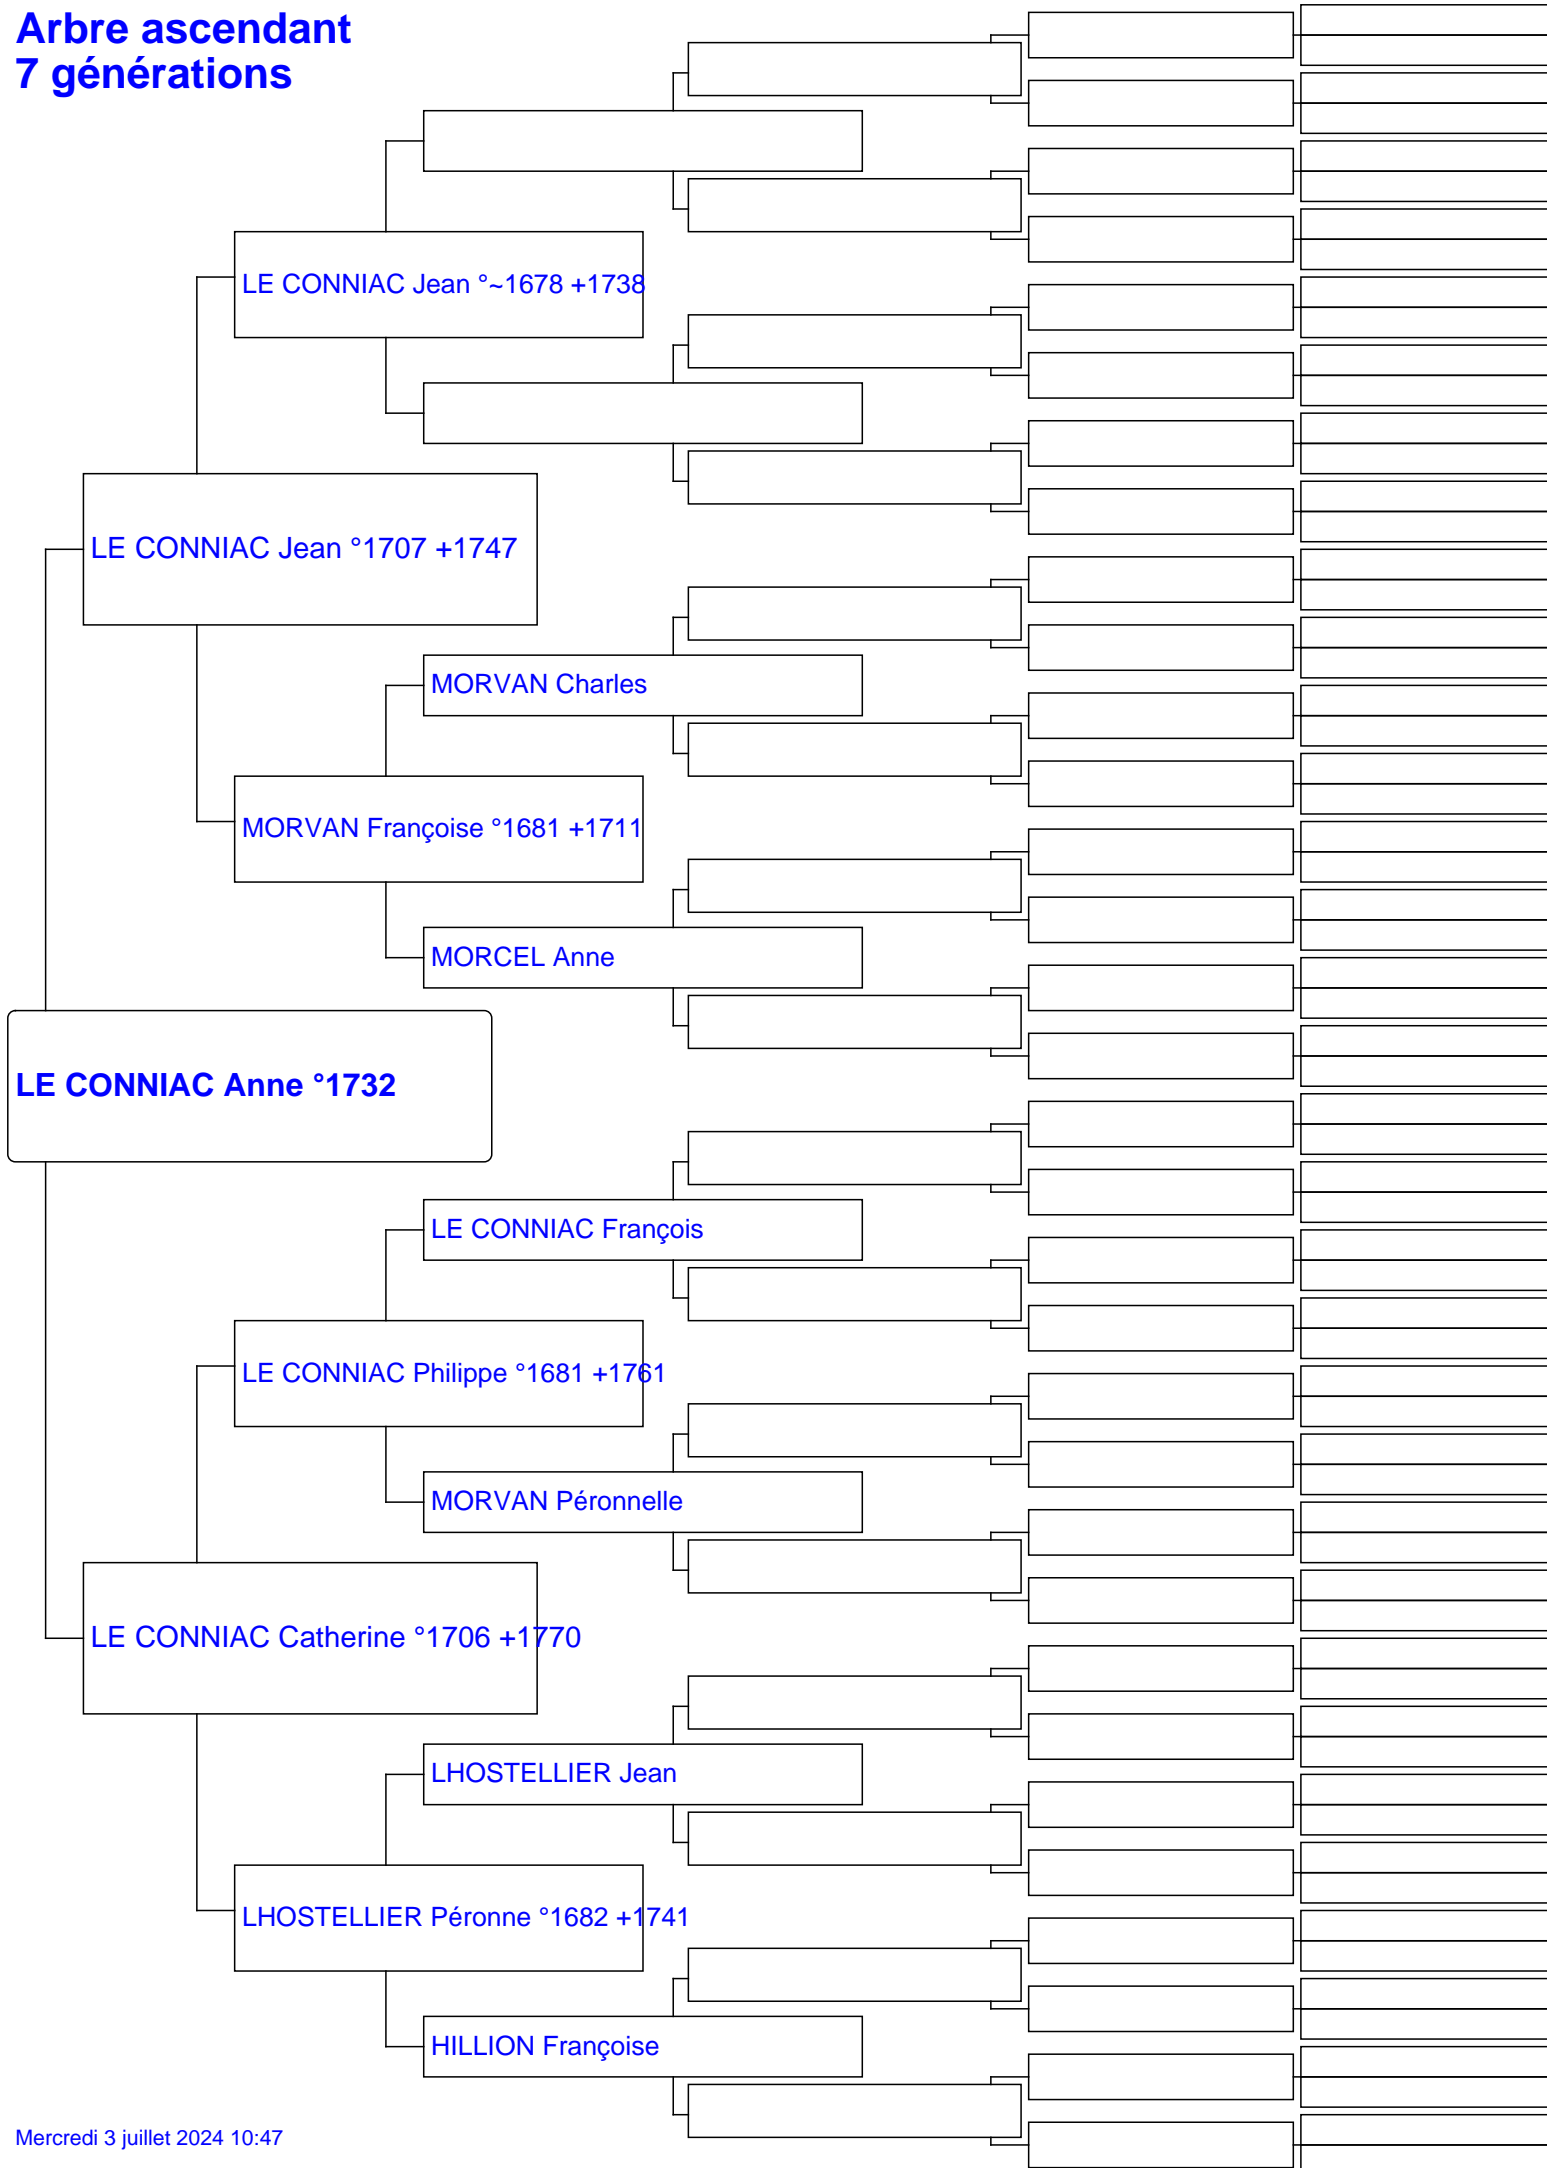 Arbre ascendant
7 générations
LE CONNIAC Jean °~1678 +1738
LE CONNIAC Jean °1707 +1747
MORVAN Charles
MORVAN Françoise °1681 +1711
MORCEL Anne
LE CONNIAC Anne °1732
LE CONNIAC François
LE CONNIAC Philippe °1681 +1761
MORVAN Péronnelle
LE CONNIAC Catherine °1706 +1770
LHOSTELLIER Jean
LHOSTELLIER Péronne °1682 +1741
HILLION Françoise
Mercredi 3 juillet 2024 10:47